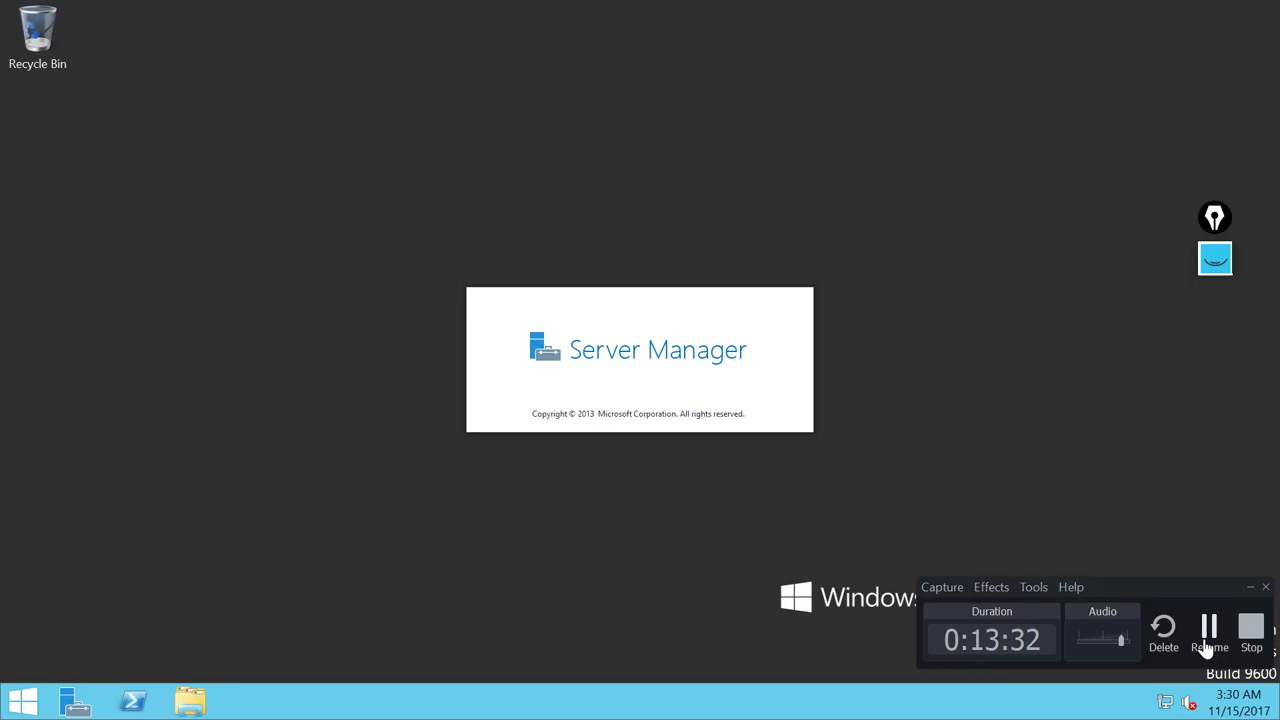 Recycle Bin
Server Manager
Copyright © 2013 Microsoft Corporation. All rights reserved.
Windows
Capture Effects Tools Help
Duration
Audio
0:13:32
Delete
Resume
Stop
Build 9600
3:30 AM
11/15/2017